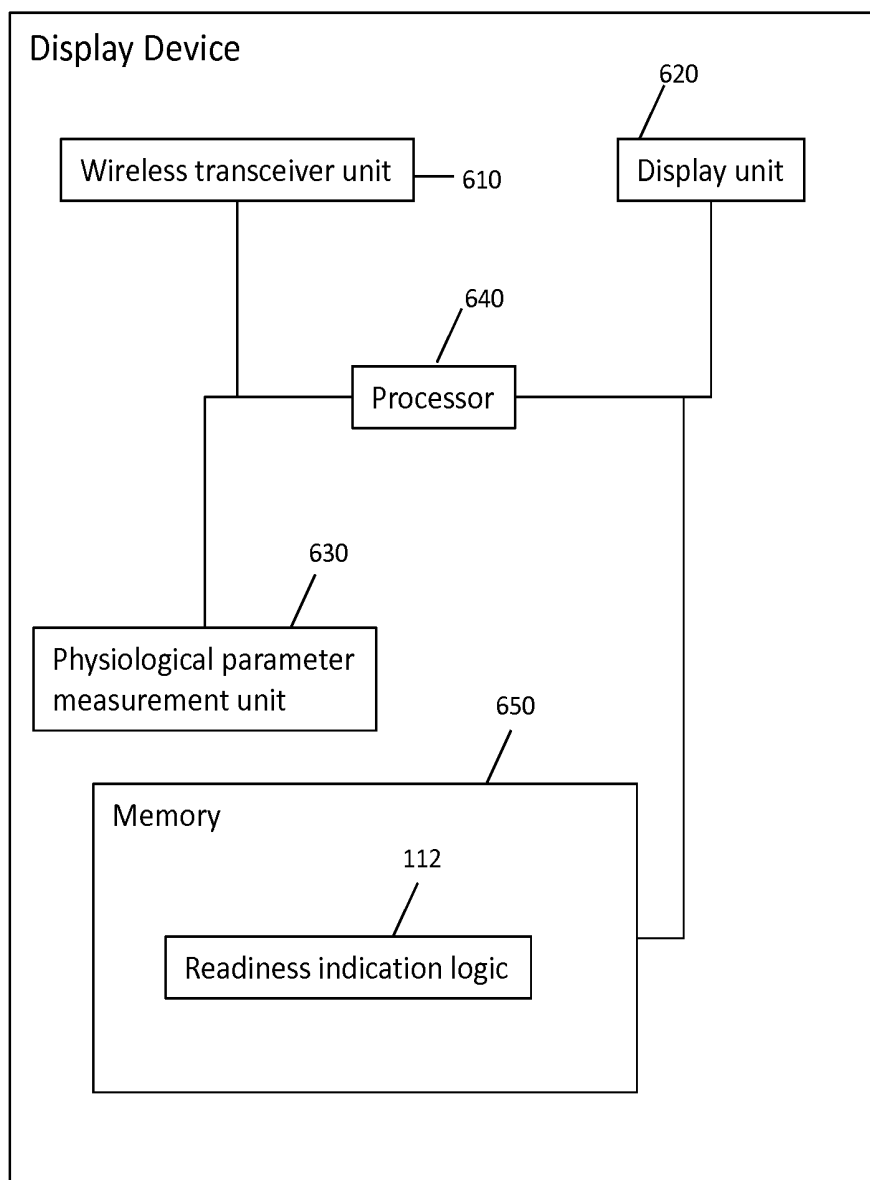 Display Device
620
Wireless transceiver unit
610
Display unit
640
Processor
630
Physiological parameter
measurement unit
650
Memory
112
Readiness indication logic